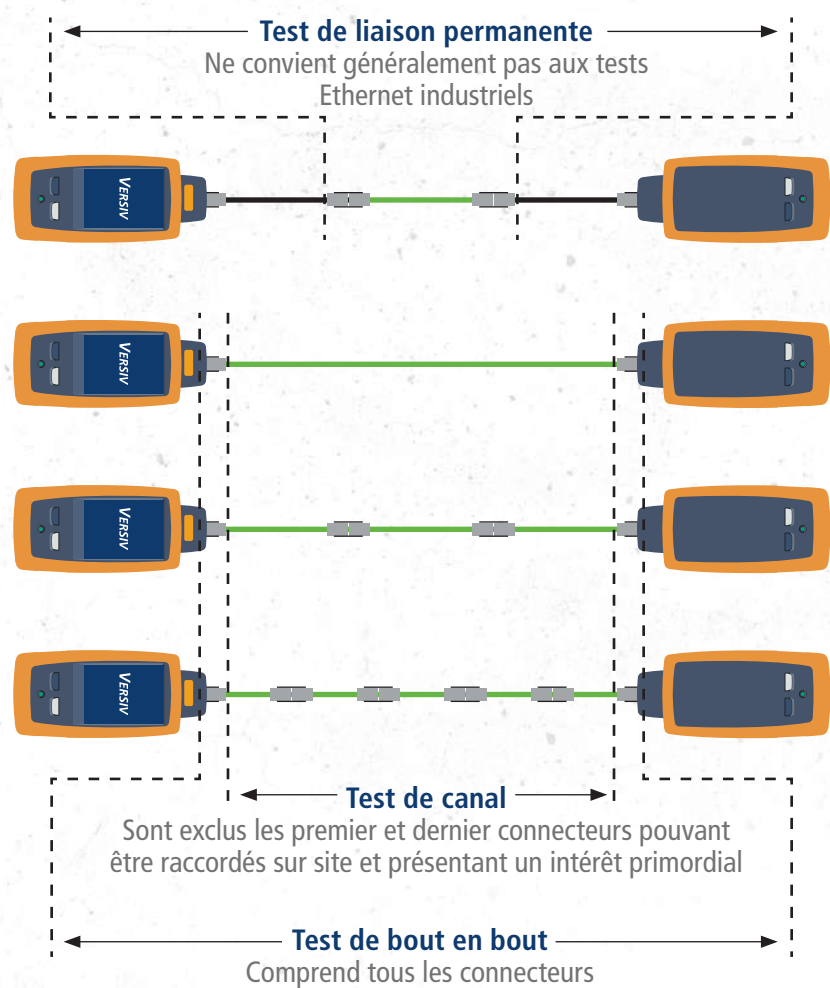 Test de liaison permanente
Ne convient généralement pas aux tests
Ethernet industriels
VERSIV
VERSIV
VERSIV
VERSIV
Test de canal
Sont exclus les premier et dernier connecteurs pouvant
être raccordés sur site et présentant un intérêt primordial
Test de bout en bout
Comprend tous les connecteurs